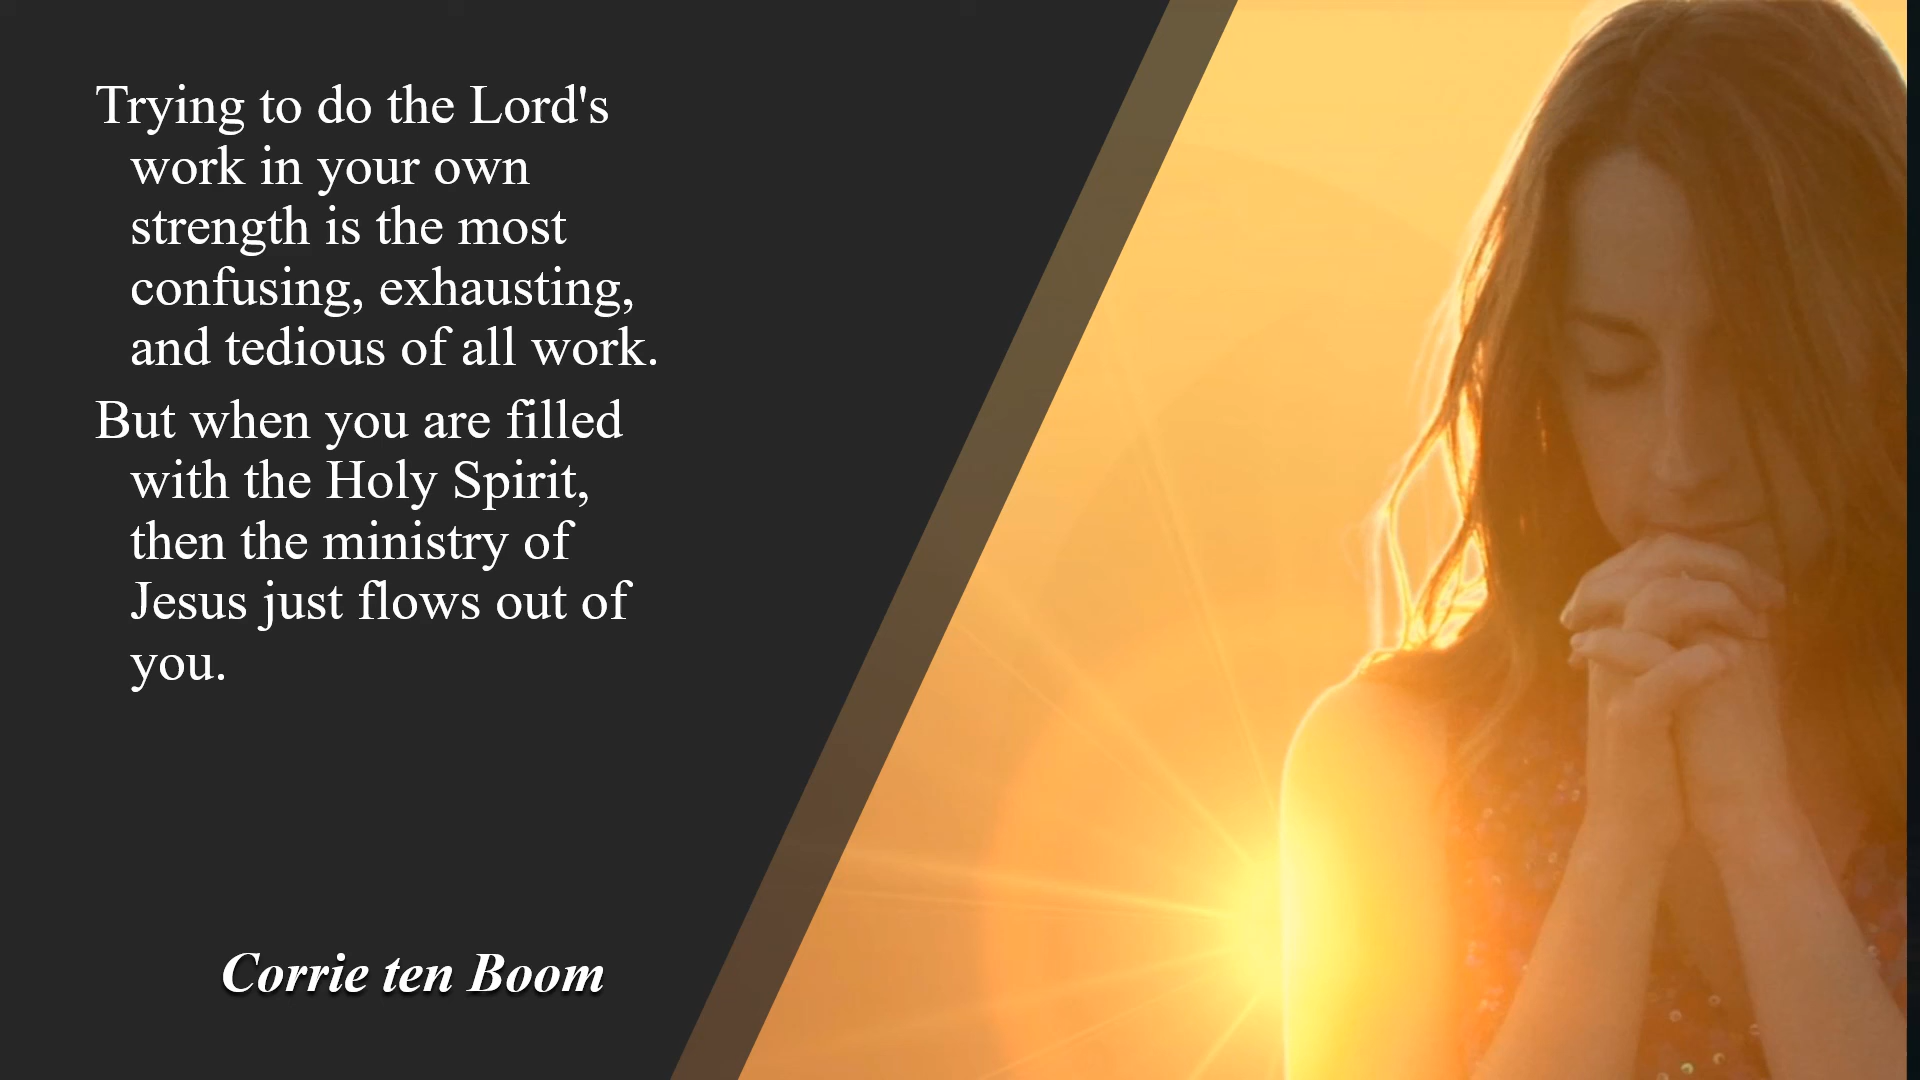 Trying to do the Lord's
work in your own
strength is the most
confusing, exhausting,
and tedious of all work.
But when you are filled
with the Holy Spirit,
then the ministry of
Jesus just flows out of
you.
Corrie ten Boom